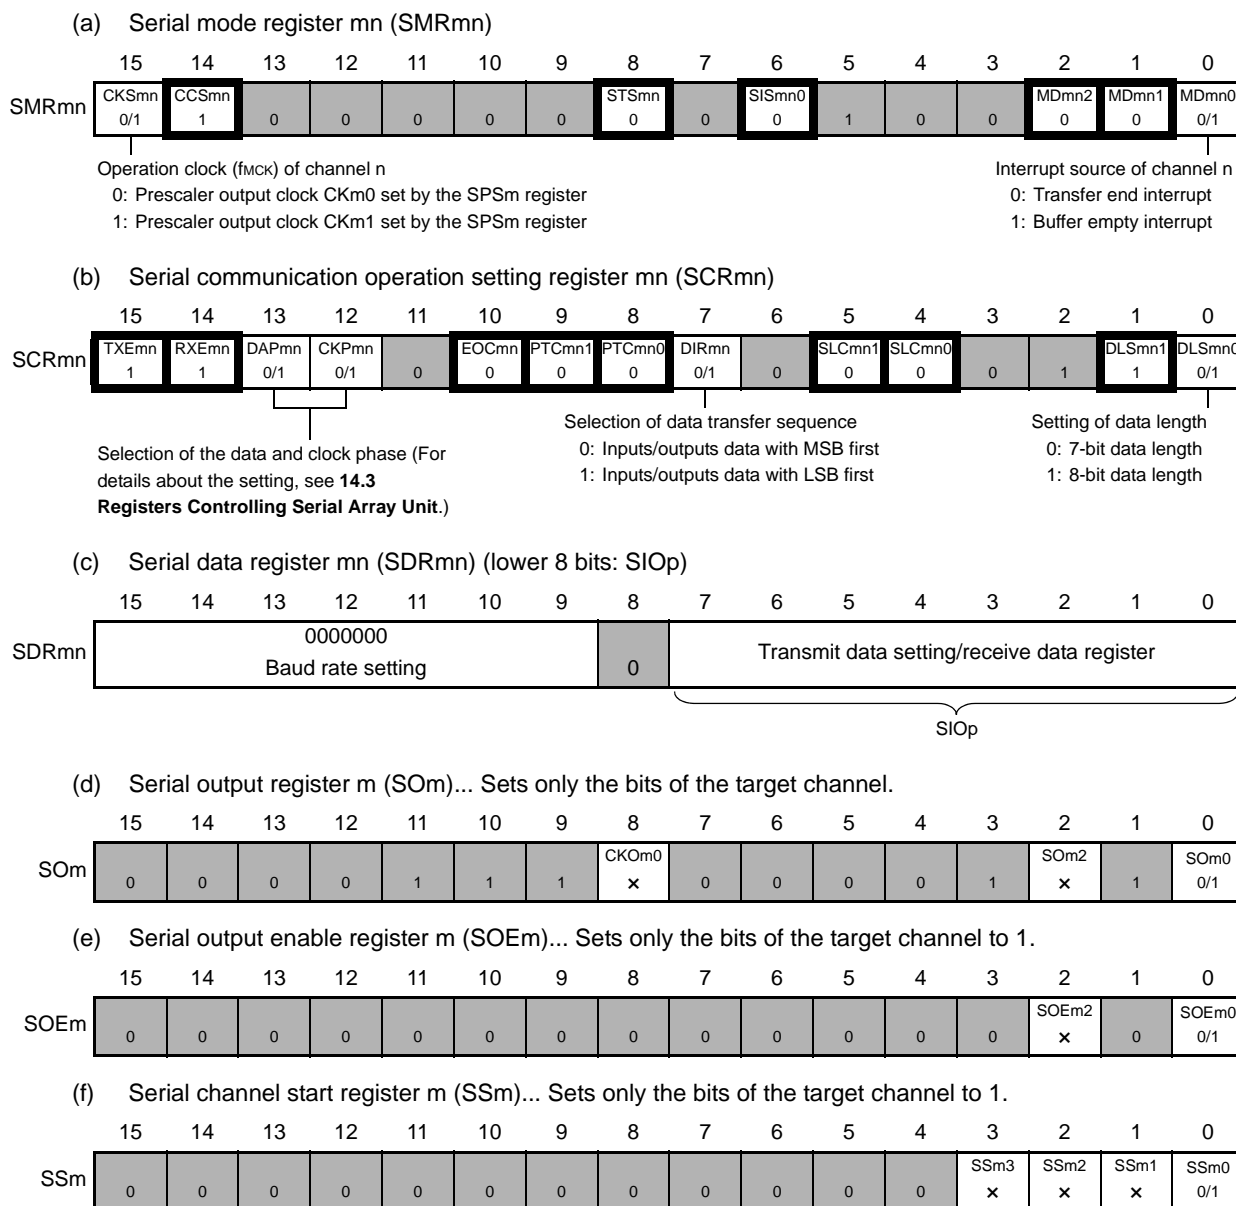 (a) Serial mode register mn (SMRmn)
15 14 13 12 11 10 9 8 7 6 5 4 3 2 1 0
SMRmn
CKSmn CCSmn STSmn SISmn0 MDmn2 MDmn1 MDmn0
0/1 1 0 0 0 0 0 0 0 0 1 0 0 0 0 0/1
Operation clock (fMCK) of channel n
0: Prescaler output clock CKm0 set by the SPSm register
1: Prescaler output clock CKm1 set by the SPSm register
Interrupt source of channel n
0: Transfer end interrupt
1: Buffer empty interrupt
(b) Serial communication operation setting register mn (SCRmn)
15 14 13 12 11 10 9 8 7 6 5 4 3 2 1 0
SCRmn
TXEmn RXEmn DAPmn CKPmn EOCmn PTCmn1 PTCmn0 DIRmn SLCmn1 SLCmn0 DLSmn1 DLSmn0
1 1 0/1 0/1 0 0 0 0 0/1 0 0 0 0 1 1 0/1
Selection of the data and clock phase (For
details about the setting, see 14.3
Registers Controlling Serial Array Unit.)
Selection of data transfer sequence
0: Inputs/outputs data with MSB first
1: Inputs/outputs data with LSB first
Setting of data length
0: 7-bit data length
1: 8-bit data length
(c) Serial data register mn (SDRmn) (lower 8 bits: SIOp)
15 14 13 12 11 10 9 8 7 6 5 4 3 2 1 0
SDRmn
0000000
Baud rate setting
0
Transmit data setting/receive data register
SIOp
(d) Serial output register m (SOm)... Sets only the bits of the target channel.
15 14 13 12 11 10 9 8 7 6 5 4 3 2 1 0
SOm
CKOm0 SOm2 SOm0
0 0 0 0 1 1 1 × 0 0 0 0 1 × 1 0/1
(e) Serial output enable register m (SOEm)... Sets only the bits of the target channel to 1.
15 14 13 12 11 10 9 8 7 6 5 4 3 2 1 0
SOEm
SOEm2 SOEm0
0 0 0 0 0 0 0 0 0 0 0 0 0 × 0 0/1
(f) Serial channel start register m (SSm)... Sets only the bits of the target channel to 1.
15 14 13 12 11 10 9 8 7 6 5 4 3 2 1 0
SSm
SSm3 SSm2 SSm1 SSm0
0 0 0 0 0 0 0 0 0 0 0 0 × × × 0/1